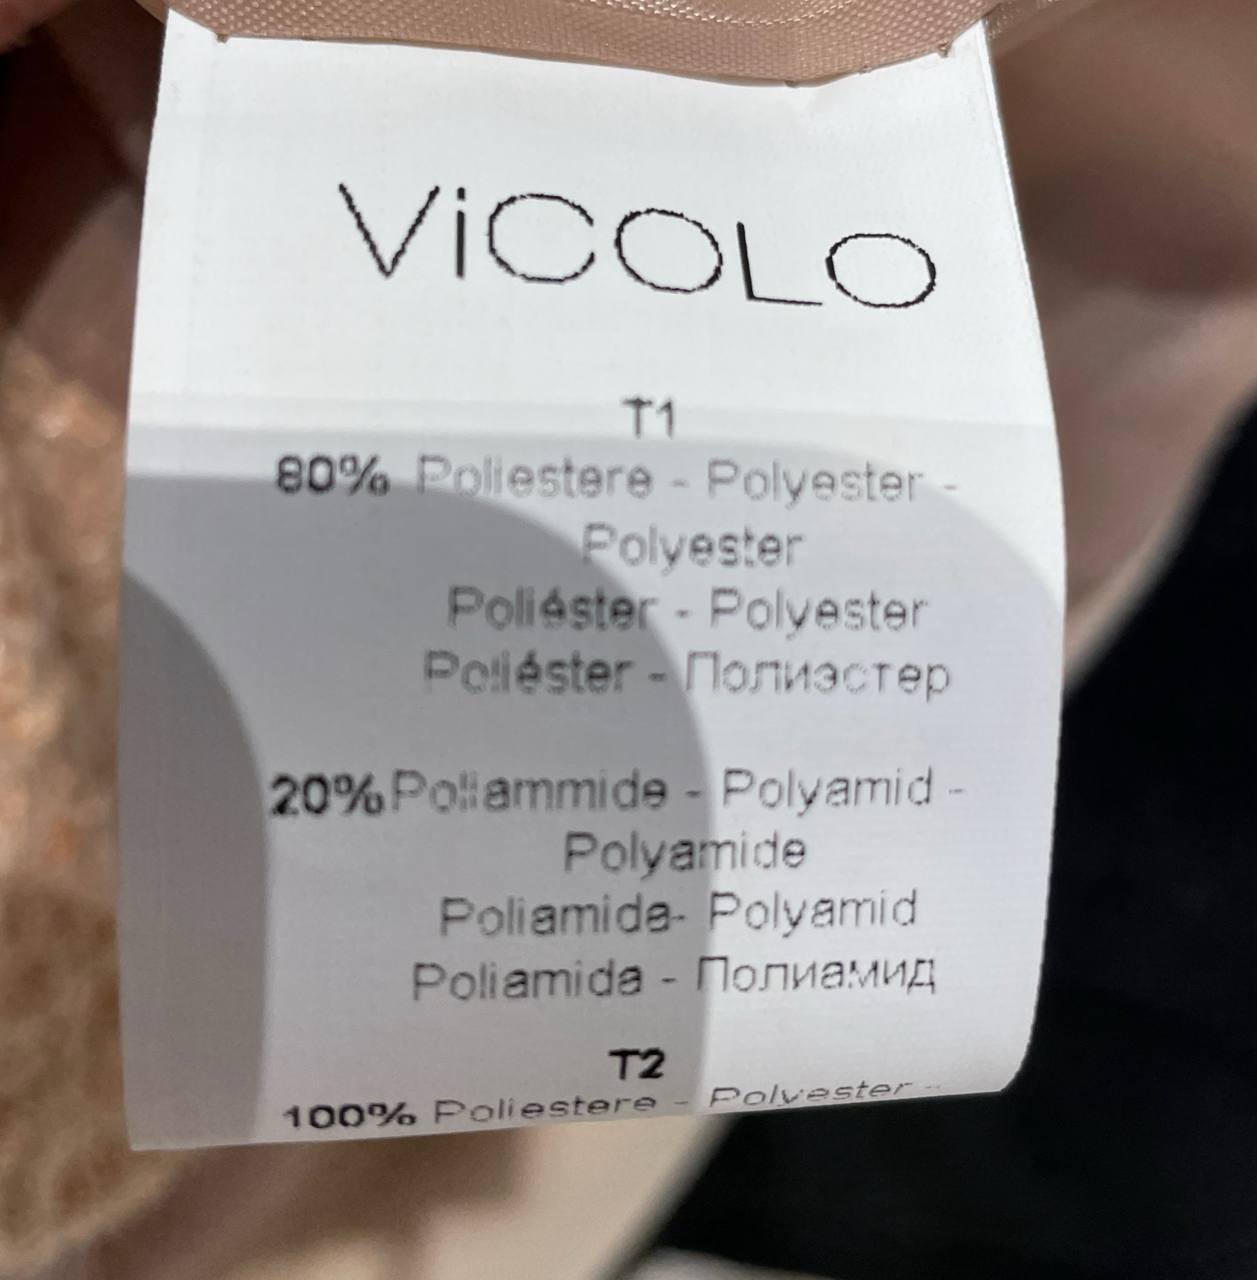 ViCOLO
T1
80% Poliestere - Polyester -
Polyester
Poliéster - Polyester
Poliéster - Полиэстер
20% Poliammide - Polyamid -
Polyamide
Poliamida- Polyamid
Poliamida - Полиамид
T2
100% Poliestere - Polyester -